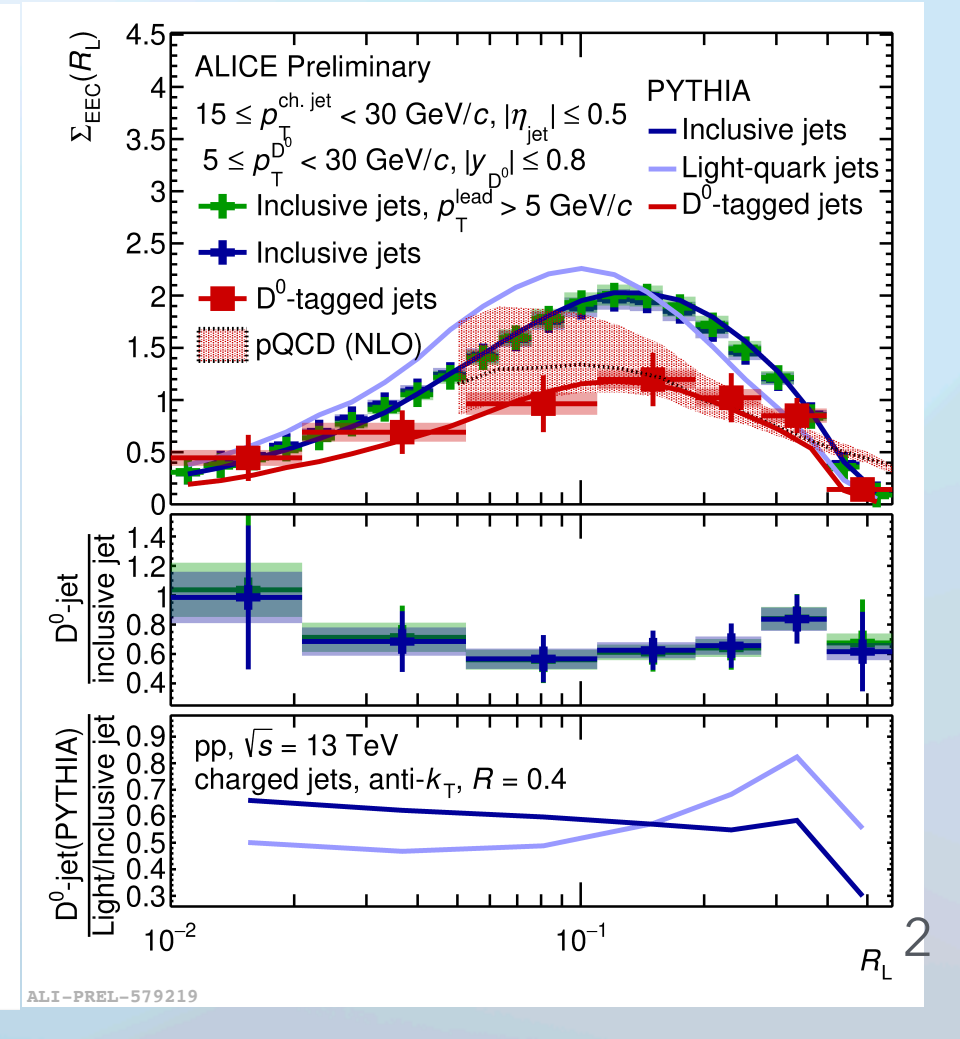 4.5
4
3.5
3
2.5
2
1.5
1
0.5
0
Σ_EEC(R_L)
ALICE Preliminary
15 ≤ p_T^{ch. jet} < 30 GeV/c, |η_jet| ≤ 0.5
5 ≤ p_T^{D⁰} < 30 GeV/c, |y_{D⁰}| ≤ 0.8
Inclusive jets, p_T^{lead} > 5 GeV/c
Inclusive jets
D⁰-tagged jets
pQCD (NLO)
PYTHIA
Inclusive jets
Light-quark jets
D⁰-tagged jets
1.4
1.2
1
0.8
0.6
0.4
D⁰-jet
inclusive jet
0.9
0.8
0.7
0.6
0.5
0.4
0.3
D⁰-jet(PYTHIA)
Light/Inclusive jet
pp, √s = 13 TeV
charged jets, anti-k_T, R = 0.4
10⁻²
10⁻¹
R_L
2
ALI-PREL-579219